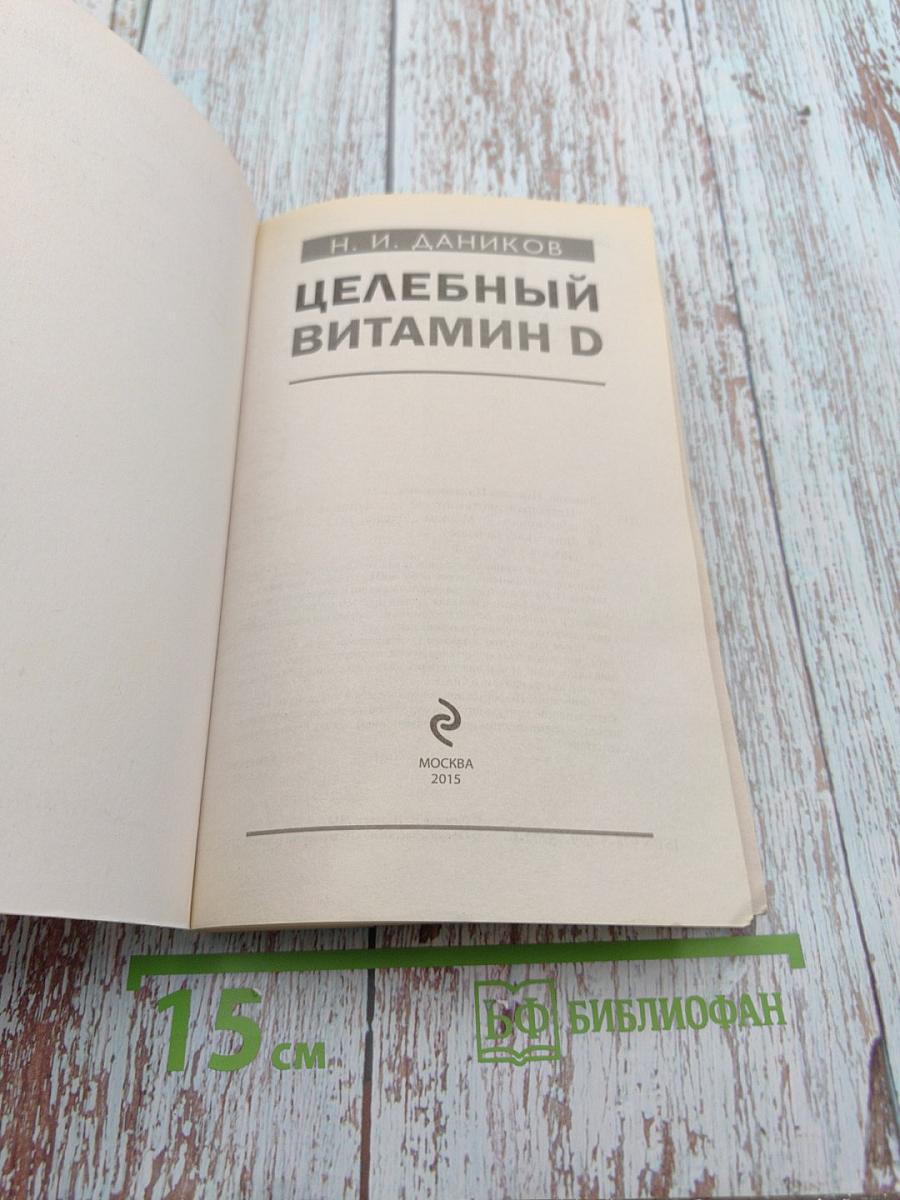 Н. И. ДАНИКОВ
ЦЕЛЕБНЫЙ
ВИТАМИН D
МОСКВА
2015
15 см
БФ БИБЛИОФАН